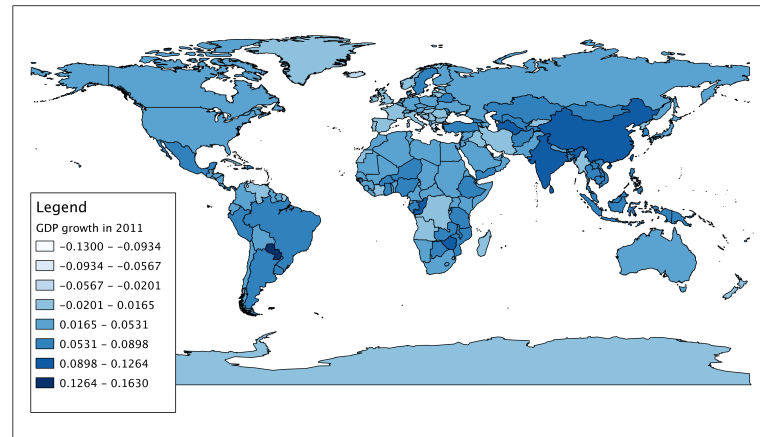 Legend
GDP growth in 2011
-0.1300 - -0.0934
-0.0934 - -0.0567
-0.0567 - -0.0201
-0.0201 - 0.0165
0.0165 - 0.0531
0.0531 - 0.0898
0.0898 - 0.1264
0.1264 - 0.1630